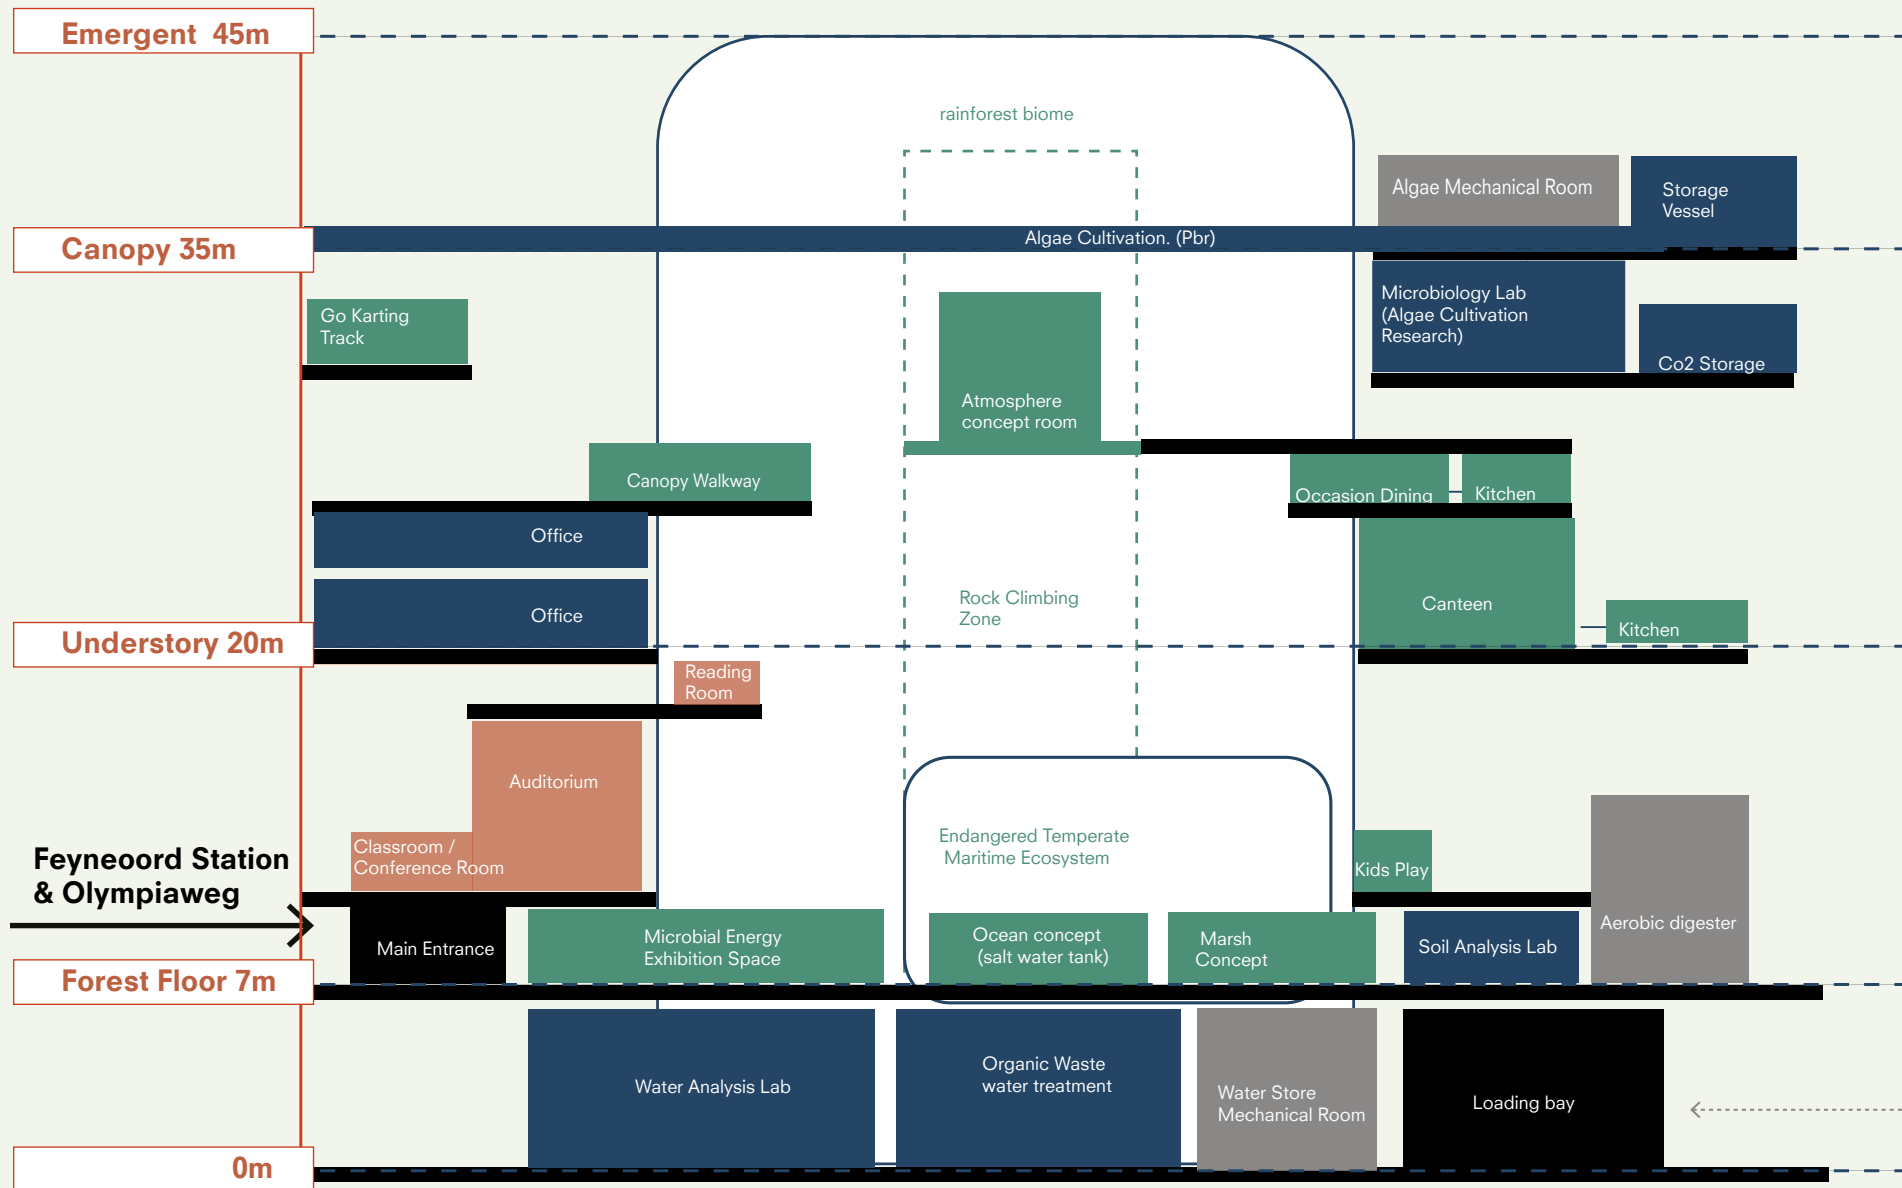 Emergent  45m
rainforest biome
Algae Mechanical Room
Storage
Vessel
Algae Cultivation. (Pbr)
Canopy 35m
Go Karting
Track
Microbiology Lab
(Algae Cultivation
Research)
Co2 Storage
Atmosphere
concept room
Canopy Walkway
Occasion Dining
Kitchen
Office
Office
Rock Climbing
Zone
Canteen
Kitchen
Understory 20m
Reading
Room
Auditorium
Classroom /
Conference Room
Endangered Temperate
Maritime Ecosystem
Kids Play
Feyneoord Station
& Olympiaweg
Main Entrance
Microbial Energy
Exhibition Space
Ocean concept
(salt water tank)
Marsh
Concept
Soil Analysis Lab
Aerobic digester
Forest Floor 7m
Water Analysis Lab
Organic Waste
water treatment
Water Store
Mechanical Room
Loading bay
0m